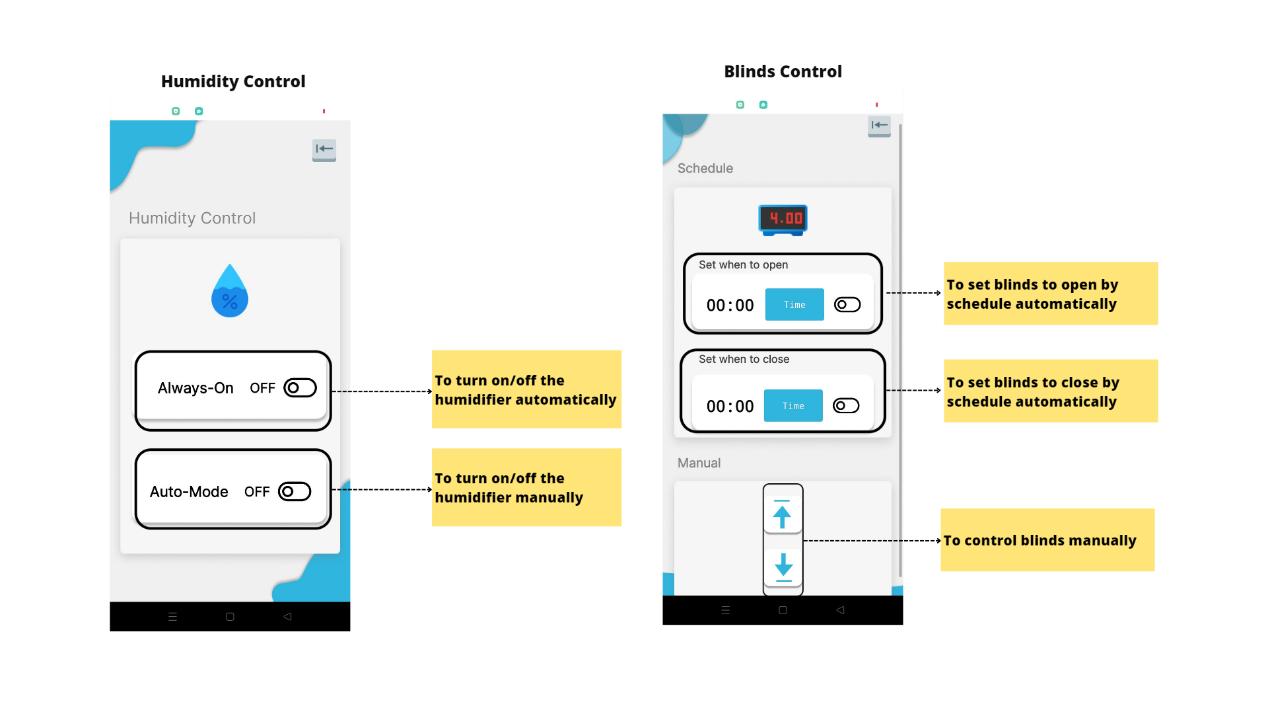 Humidity Control
Humidity Control
%
Always-On OFF
Auto-Mode OFF
To turn on/off the
humidifier automatically
To turn on/off the
humidifier manually
Blinds Control
Schedule
4.00
Set when to open
00:00 Time
Set when to close
00:00 Time
Manual
To set blinds to open by
schedule automatically
To set blinds to close by
schedule automatically
To control blinds manually